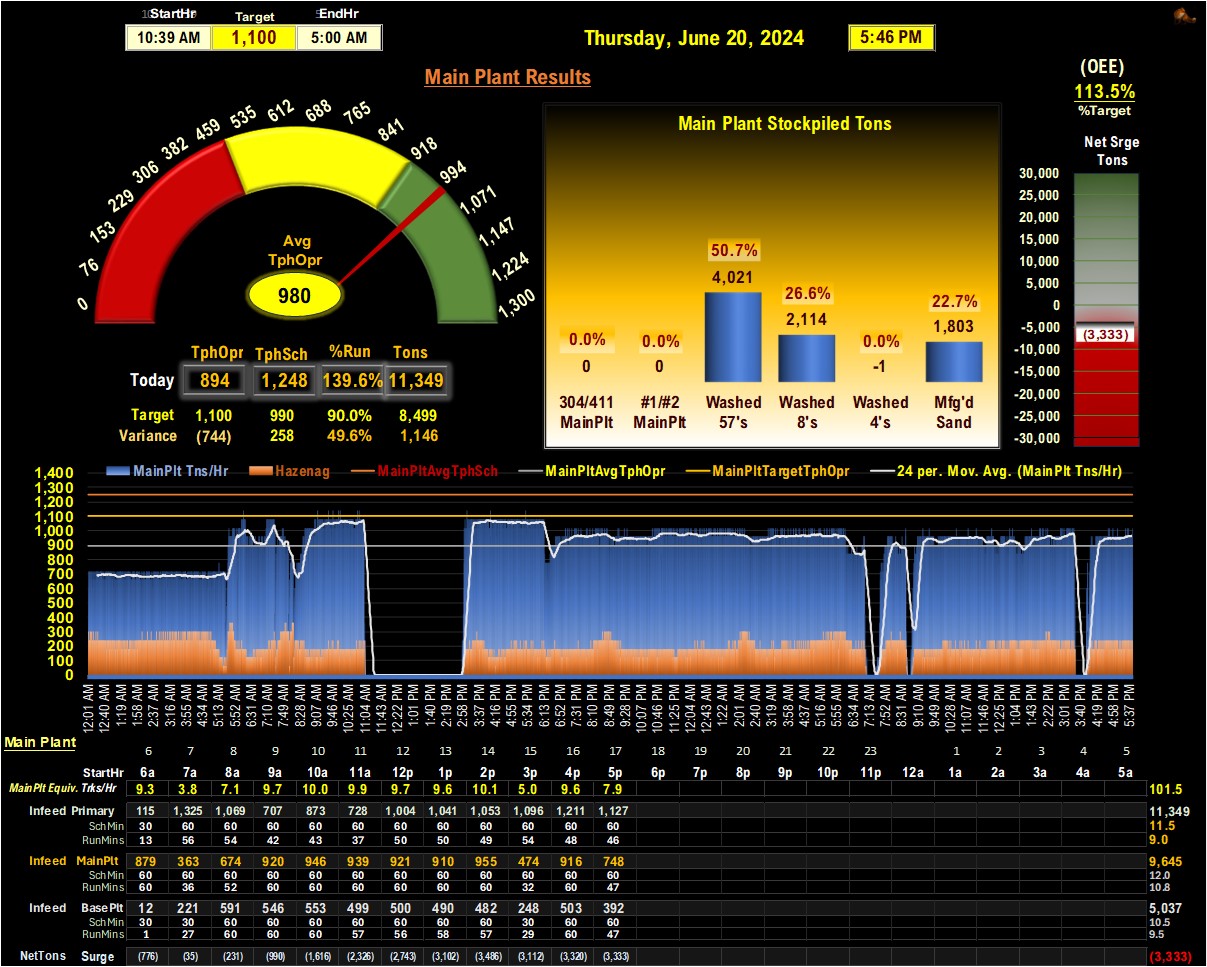 StartHr Target EndHr
10:39 AM 1,100 5:00 AM
Thursday, June 20, 2024 5:46 PM
Main Plant Results
(OEE)
113.5%
%Target
Net Srge
Tons
30,000
25,000
20,000
15,000
10,000
5,000
0
-5,000
-10,000
-15,000
-20,000
-25,000
-30,000
(3,333)
0
76
153
229
306
382
459
535
612
688
765
841
918
994
1,071
1,147
1,224
1,300
Avg
TphOpr
980
TphOpr TphSch %Run Tons
Today 894 1,248 139.6% 11,349
Target 1,100 990 90.0% 8,499
Variance (744) 258 49.6% 1,146
Main Plant Stockpiled Tons
0.0% 0.0% 50.7% 26.6% 0.0% 22.7%
0 0 4,021 2,114 -1 1,803
304/411 #1/#2 Washed Washed Washed Mfg'd
MainPlt MainPlt 57's 8's 4's Sand
MainPlt Tns/Hr Hazenag MainPltAvgTphSch MainPltAvgTphOpr MainPltTargetTphOpr 24 per. Mov. Avg. (MainPlt Tns/Hr)
1,400
1,300
1,200
1,100
1,000
900
800
700
600
500
400
300
200
100
0
12:01 AM
12:40 AM
1:19 AM
1:58 AM
2:37 AM
3:16 AM
3:55 AM
4:34 AM
5:13 AM
5:52 AM
6:31 AM
7:10 AM
7:49 AM
8:28 AM
9:07 AM
9:46 AM
10:25 AM
11:04 AM
11:43 AM
12:22 PM
1:01 PM
1:40 PM
2:19 PM
2:58 PM
3:37 PM
4:16 PM
4:55 PM
5:34 PM
6:13 PM
6:52 PM
7:31 PM
8:10 PM
8:49 PM
9:28 PM
10:07 PM
10:46 PM
11:25 PM
12:04 AM
12:43 AM
1:22 AM
2:01 AM
2:40 AM
3:19 AM
3:58 AM
4:37 AM
5:16 AM
5:55 AM
6:34 AM
7:13 AM
7:52 AM
8:31 AM
9:10 AM
9:49 AM
10:28 AM
11:07 AM
11:46 AM
12:25 PM
1:04 PM
1:43 PM
2:22 PM
3:01 PM
3:40 PM
4:19 PM
4:58 PM
5:37 PM
Main Plant
6 7 8 9 10 11 12 13 14 15 16 17 18 19 20 21 22 23 1 2 3 4 5
StartHr 6a 7a 8a 9a 10a 11a 12p 1p 2p 3p 4p 5p 6p 7p 8p 9p 10p 11p 12a 1a 2a 3a 4a 5a
MainPlt Equiv. Trks/Hr 9.3 3.8 7.1 9.7 10.0 9.9 9.7 9.6 10.1 5.0 9.6 7.9 101.5
Infeed Primary 115 1,325 1,069 707 873 728 1,004 1,041 1,053 1,096 1,211 1,127 11,349
SchMin 30 60 60 60 60 60 60 60 60 60 60 60 11.5
RunMins 13 56 54 42 43 37 50 50 49 54 48 46 9.0
Infeed MainPlt 879 363 674 920 946 939 921 910 955 474 916 748 9,645
SchMin 60 60 60 60 60 60 60 60 60 60 60 60 12.0
RunMins 60 36 52 60 60 60 60 60 60 32 60 47 10.8
Infeed BasePlt 12 221 591 546 553 499 500 490 482 248 503 392 5,037
SchMin 30 30 60 60 60 60 60 60 60 30 60 60 10.5
RunMins 1 27 60 60 60 57 56 58 57 29 60 47 9.5
NetTons Surge (776) (35) (231) (990) (1,616) (2,326) (2,743) (3,102) (3,486) (3,112) (3,320) (3,333) (3,333)